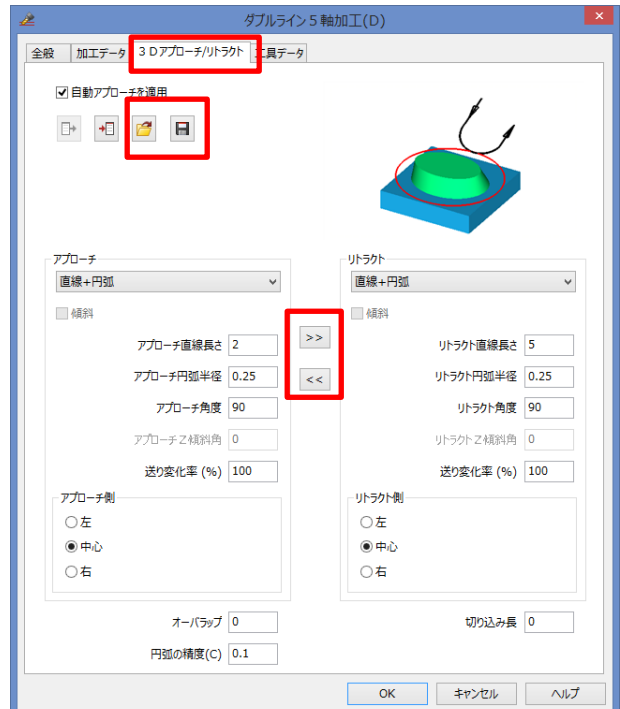 ダブルライン５軸加工(D)
全般 加工データ ３Ｄアプローチ/リトラクト 工具データ
自動アプローチを適用
アプローチ リトラクト
直線+円弧 直線+円弧
傾斜 傾斜
アプローチ直線長さ 2 >> リトラクト直線長さ 5
アプローチ円弧半径 0.25 << リトラクト円弧半径 0.25
アプローチ角度 90 リトラクト角度 90
アプローチＺ傾斜角 0 リトラクトＺ傾斜角 0
送り変化率 (%) 100 送り変化率 (%) 100
アプローチ側 リトラクト側
左 左
中心 中心
右 右
オーバラップ 0 切り込み長 0
円弧の精度(C) 0.1
OK キャンセル ヘルプ